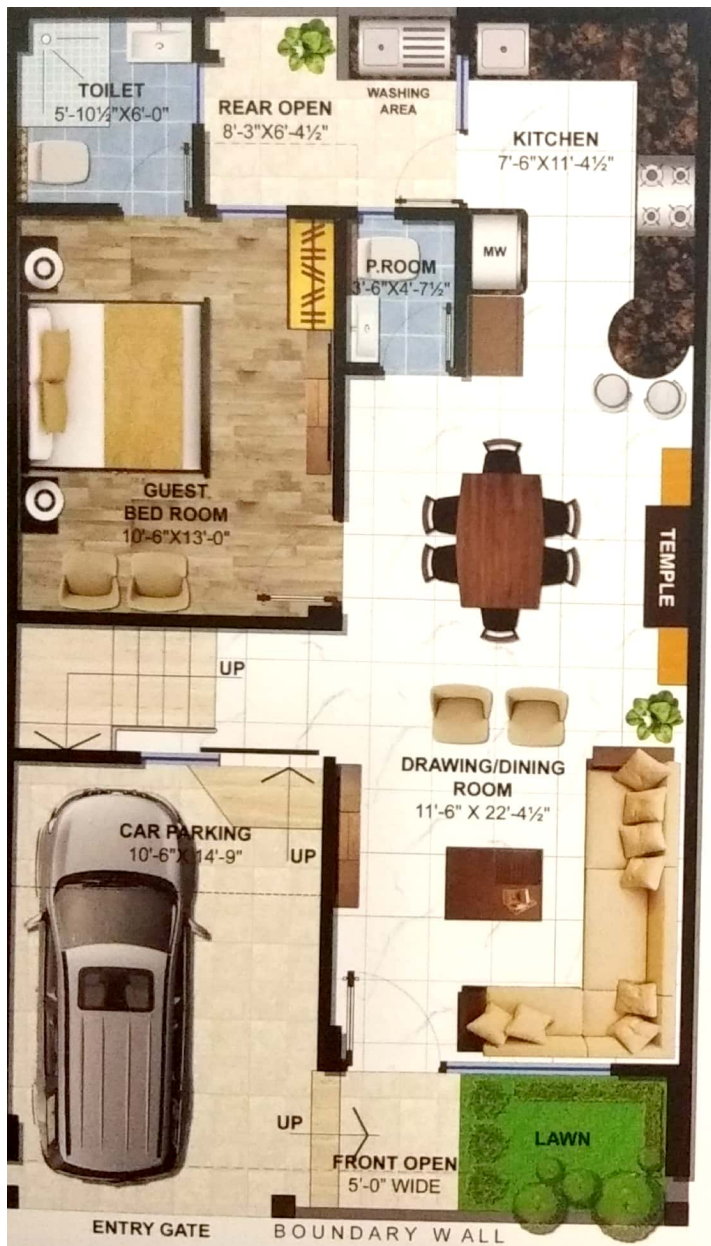 TOILET
5'-10½"X6'-0"
REAR OPEN
8'-3"X6'-4½"
WASHING
AREA
KITCHEN
7'-6"X11'-4½"
MW
P.ROOM
3'-6"X4'-7½"
GUEST
BED ROOM
10'-6"X13'-0"
TEMPLE
UP
DRAWING/DINING
ROOM
11'-6" X 22'-4½"
CAR PARKING
10'-6"X 14'-9"
UP
UP
LAWN
FRONT OPEN
5'-0" WIDE
ENTRY GATE
BOUNDARY WALL